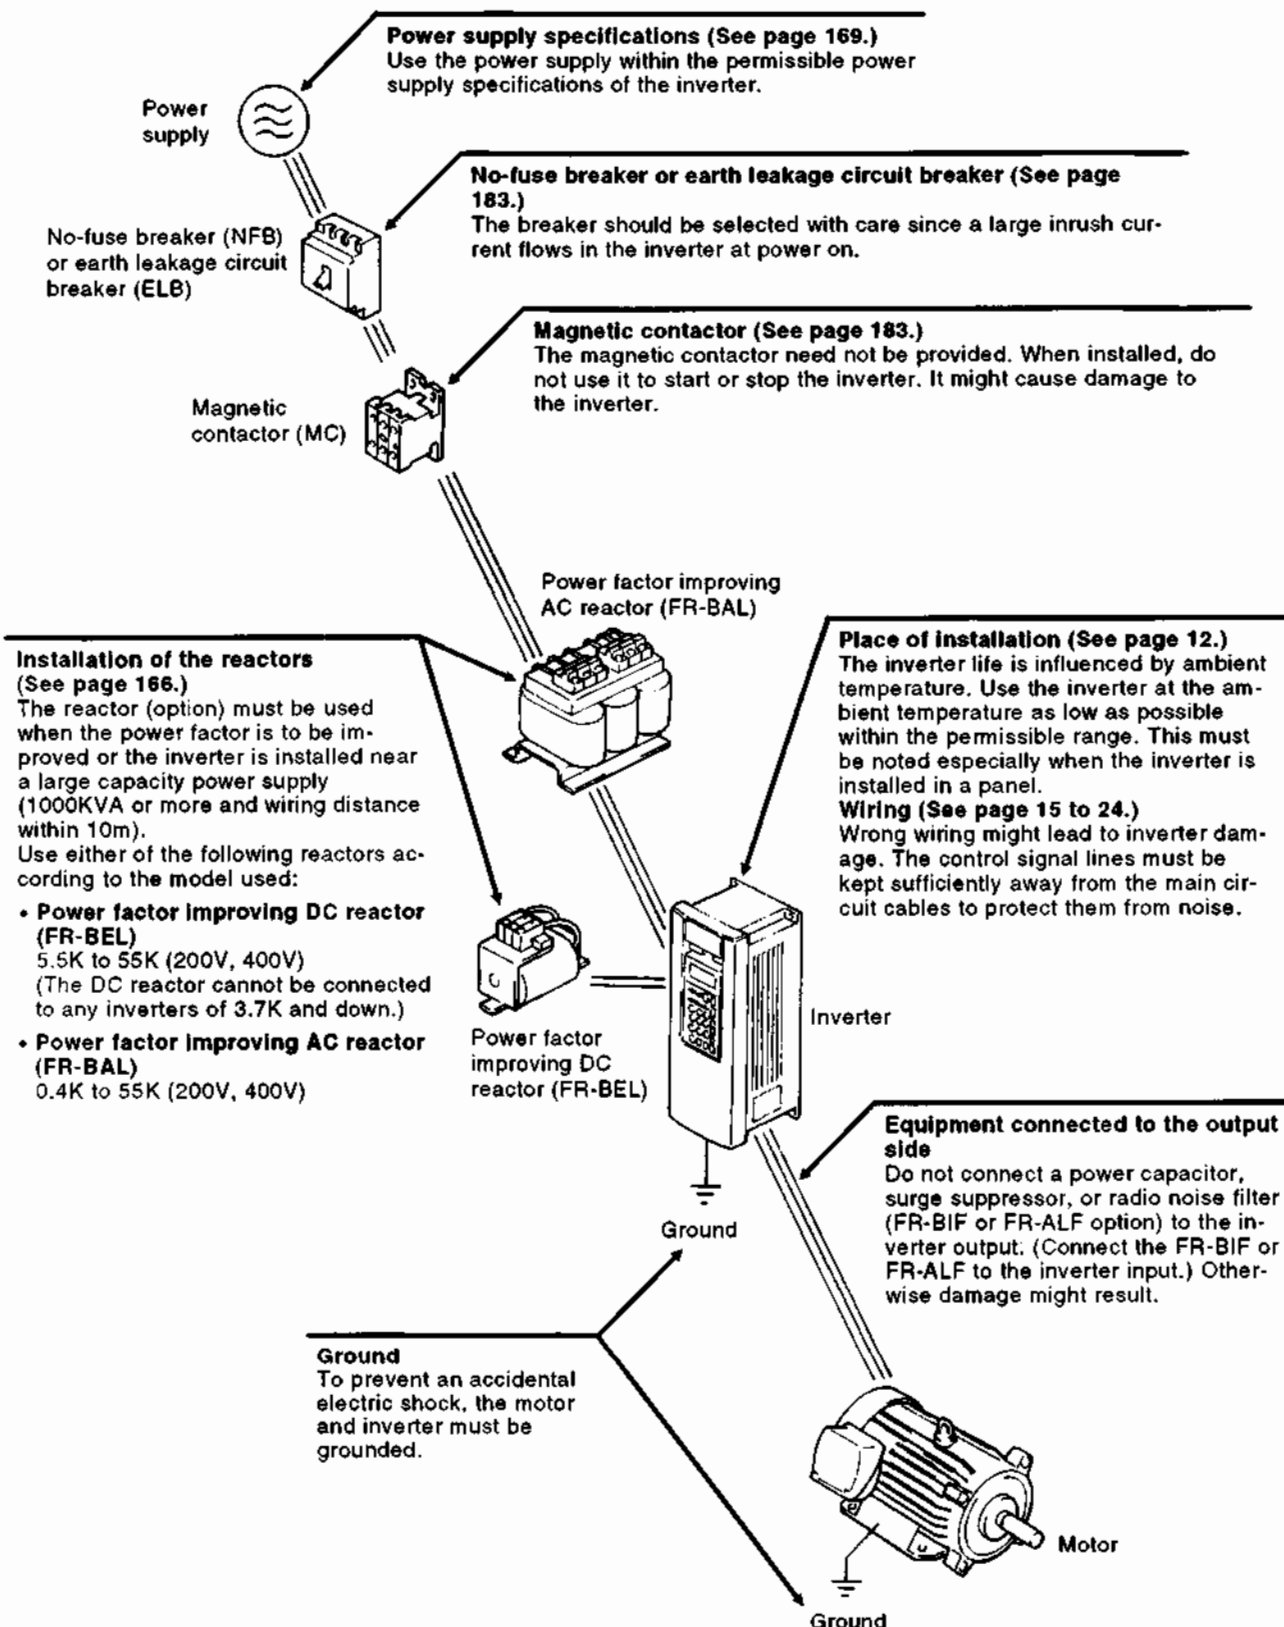 Power supply specifications (See page 169.)
Use the power supply within the permissible power
supply specifications of the inverter.
Power
supply
No-fuse breaker or earth leakage circuit breaker (See page
183.)
The breaker should be selected with care since a large inrush cur-
rent flows in the inverter at power on.
No-fuse breaker (NFB)
or earth leakage circuit
breaker (ELB)
Magnetic contactor (See page 183.)
The magnetic contactor need not be provided. When installed, do
not use it to start or stop the inverter. It might cause damage to
the inverter.
Magnetic
contactor (MC)
Power factor improving
AC reactor (FR-BAL)
Installation of the reactors
(See page 166.)
The reactor (option) must be used
when the power factor is to be im-
proved or the inverter is installed near
a large capacity power supply
(1000KVA or more and wiring distance
within 10m).
Use either of the following reactors ac-
cording to the model used:
• Power factor improving DC reactor
(FR-BEL)
5.5K to 55K (200V, 400V)
(The DC reactor cannot be connected
to any inverters of 3.7K and down.)
• Power factor improving AC reactor
(FR-BAL)
0.4K to 55K (200V, 400V)
Place of installation (See page 12.)
The inverter life is influenced by ambient
temperature. Use the inverter at the am-
bient temperature as low as possible
within the permissible range. This must
be noted especially when the inverter is
installed in a panel.
Wiring (See page 15 to 24.)
Wrong wiring might lead to inverter dam-
age. The control signal lines must be
kept sufficiently away from the main cir-
cuit cables to protect them from noise.
Power factor
improving DC
reactor (FR-BEL)
Inverter
Equipment connected to the output
side
Do not connect a power capacitor,
surge suppressor, or radio noise filter
(FR-BIF or FR-ALF option) to the in-
verter output. (Connect the FR-BIF or
FR-ALF to the inverter input.) Other-
wise damage might result.
Ground
Ground
To prevent an accidental
electric shock, the motor
and inverter must be
grounded.
Motor
Ground